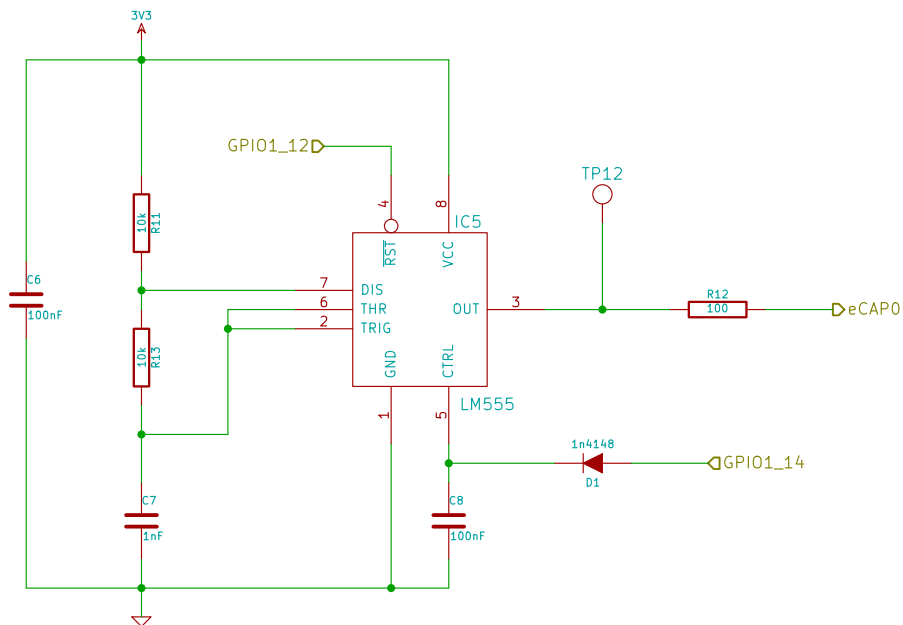 3V3
GPIO1_12
TP12
4
8
IC5
10k
R11
RST
VCC
C6
100nF
7
DIS
6
THR
2
TRIG
OUT
3
R12
100
eCAP0
10k
R13
GND
CTRL
1
5
LM555
1n4148
GPIO1_14
D1
C7
1nF
C8
100nF